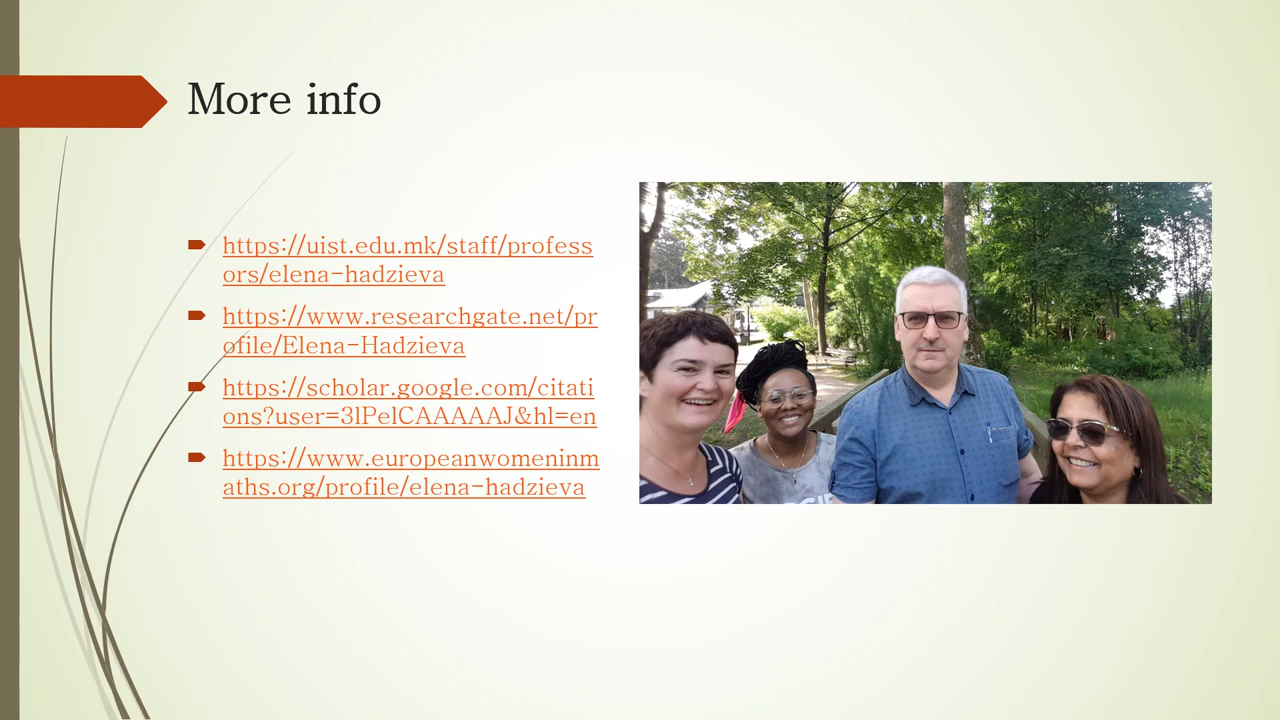 More info
https://uist.edu.mk/staff/profess
ors/elena-hadzieva
https://www.researchgate.net/pr
ofile/Elena-Hadzieva
https://scholar.google.com/citati
ons?user=3lPelCAAAAAJ&hl=en
https://www.europeanwomeninm
aths.org/profile/elena-hadzieva